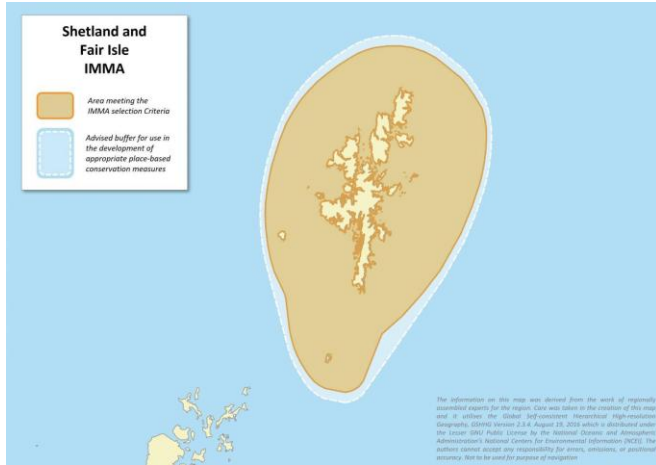 Shetland and
Fair Isle
IMMA
Area meeting the
IMMA selection Criteria
Advised buffer for use in
the development of
appropriate place-based
conservation measures
The information on this map was derived from the work of regionally
assembled experts for the region. Care was taken in the creation of this map
and it utilises the Global Self-consistent Hierarchical High-resolution
Geography, GSHHG Version 2.3.6 August 19, 2016 which is distributed under
the Lesser GNU Public License by the National Oceanic and Atmospheric
Administration's National Centers for Environmental Information (NCEI). The
authors cannot accept any responsibility for errors, omissions, or positional
accuracy. Not to be used for purpose of navigation